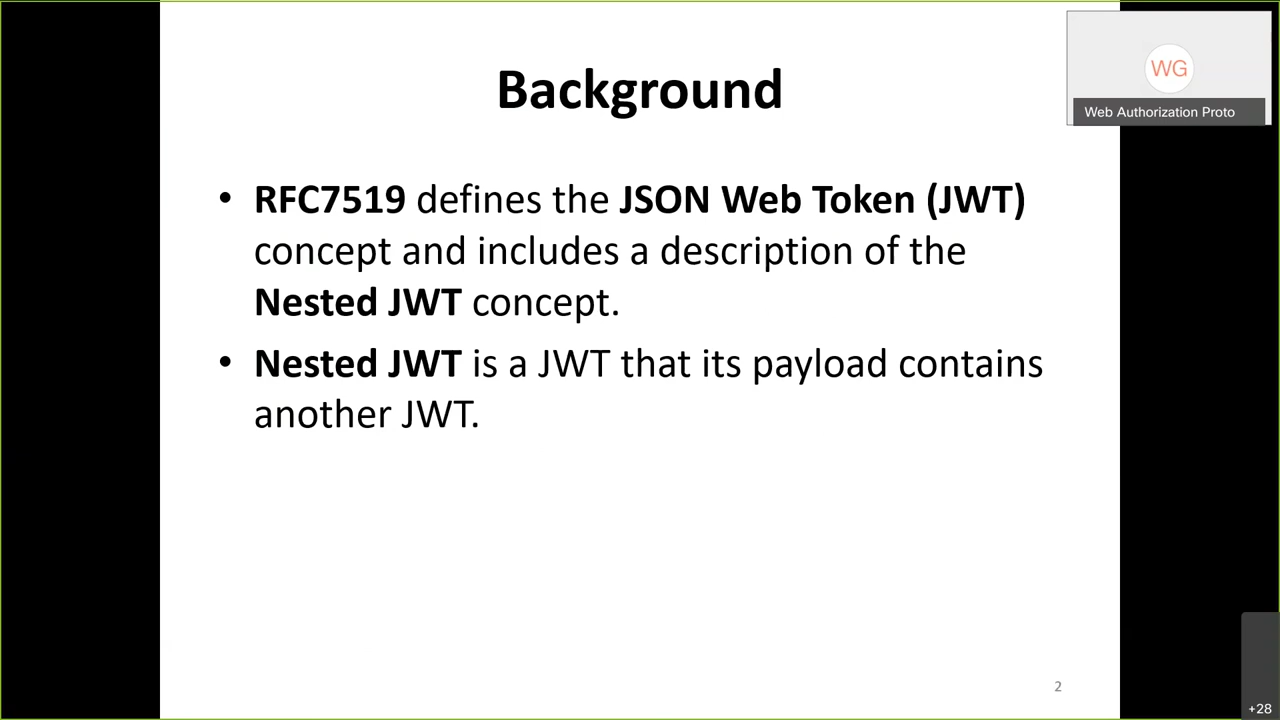 Background
WG
Web Authorization Proto
• RFC7519 defines the JSON Web Token (JWT)
concept and includes a description of the
Nested JWT concept.
• Nested JWT is a JWT that its payload contains
another JWT.
2
+28